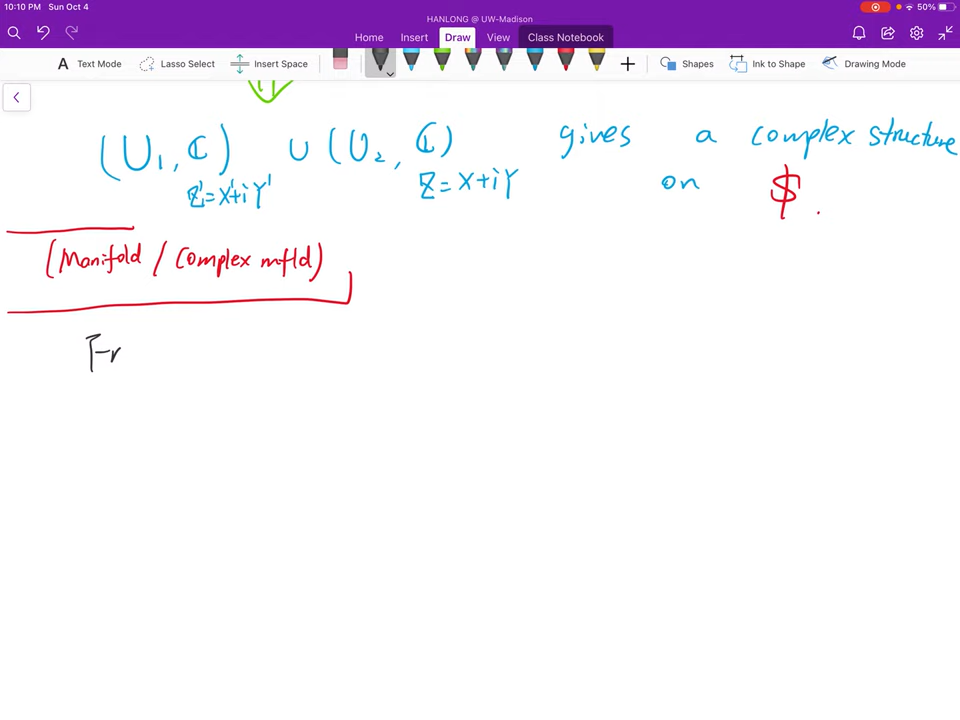 10:10 PM Sun Oct 4
50%
HANLONG @ UW-Madison
Home Insert Draw View Class Notebook
Text Mode Lasso Select Insert Space Shapes Ink to Shape Drawing Mode
(U₁, ℂ) ∪ (U₂, ℂ) gives a complex structure
Z' = X'+iY' Z = X+iY on $.
(Manifold / Complex mfld)
Fr